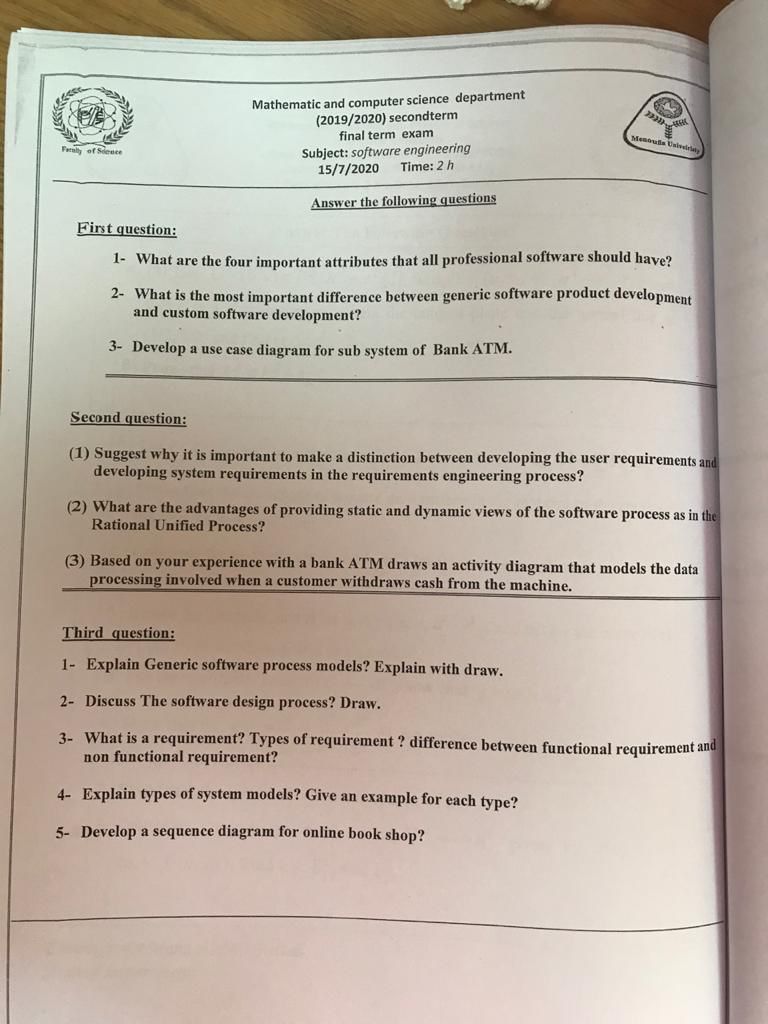 Mathematic and computer science department
(2019/2020) secondterm
final term exam
Subject: software engineering
15/7/2020 Time: 2 h
Faculty of Science
Menoufia University
Answer the following questions
First question:
1- What are the four important attributes that all professional software should have?
2- What is the most important difference between generic software product development
and custom software development?
3- Develop a use case diagram for sub system of Bank ATM.
Second question:
(1) Suggest why it is important to make a distinction between developing the user requirements and
developing system requirements in the requirements engineering process?
(2) What are the advantages of providing static and dynamic views of the software process as in the
Rational Unified Process?
(3) Based on your experience with a bank ATM draws an activity diagram that models the data
processing involved when a customer withdraws cash from the machine.
Third question:
1- Explain Generic software process models? Explain with draw.
2- Discuss The software design process? Draw.
3- What is a requirement? Types of requirement ? difference between functional requirement and
non functional requirement?
4- Explain types of system models? Give an example for each type?
5- Develop a sequence diagram for online book shop?